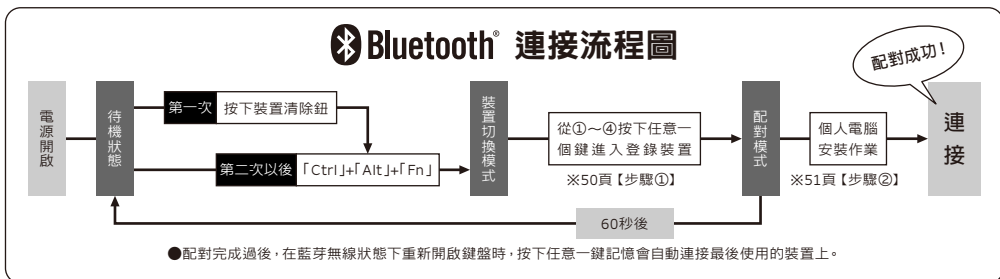 Bluetooth® 連接流程圖
配對成功！
電源開啟
待機狀態
第一次 按下裝置清除鈕
第二次以後 「Ctrl」+「Alt」+「Fn」
裝置切換模式
從①～④按下任意一
個鍵進入登錄裝置
※50頁【步驟①】
配對模式
個人電腦
安裝作業
※51頁【步驟②】
連接
60秒後
●配對完成過後，在藍芽無線狀態下重新開啟鍵盤時，按下任意一鍵記憶會自動連接最後使用的裝置上。